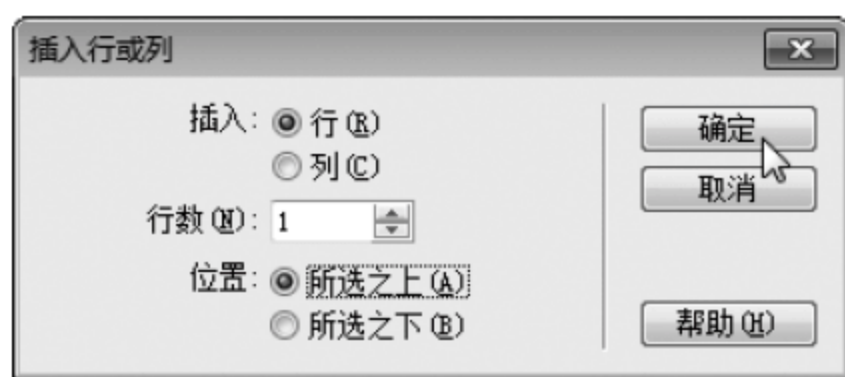 插入行或列
插入: 行(R)
列(C)
行数(N): 1
位置: 所选之上(A)
所选之下(B)
确定
取消
帮助(H)